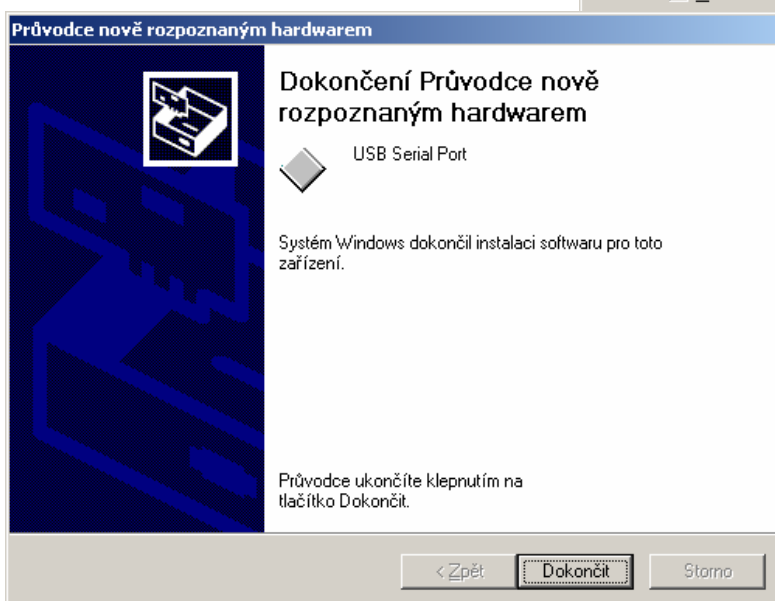 Průvodce nově rozpoznaným hardwarem
Dokončení Průvodce nově
rozpoznaným hardwarem
USB Serial Port
Systém Windows dokončil instalaci softwaru pro toto
zařízení.
Průvodce ukončíte klepnutím na
tlačítko Dokončit.
< Zpět
Dokončit
Storno